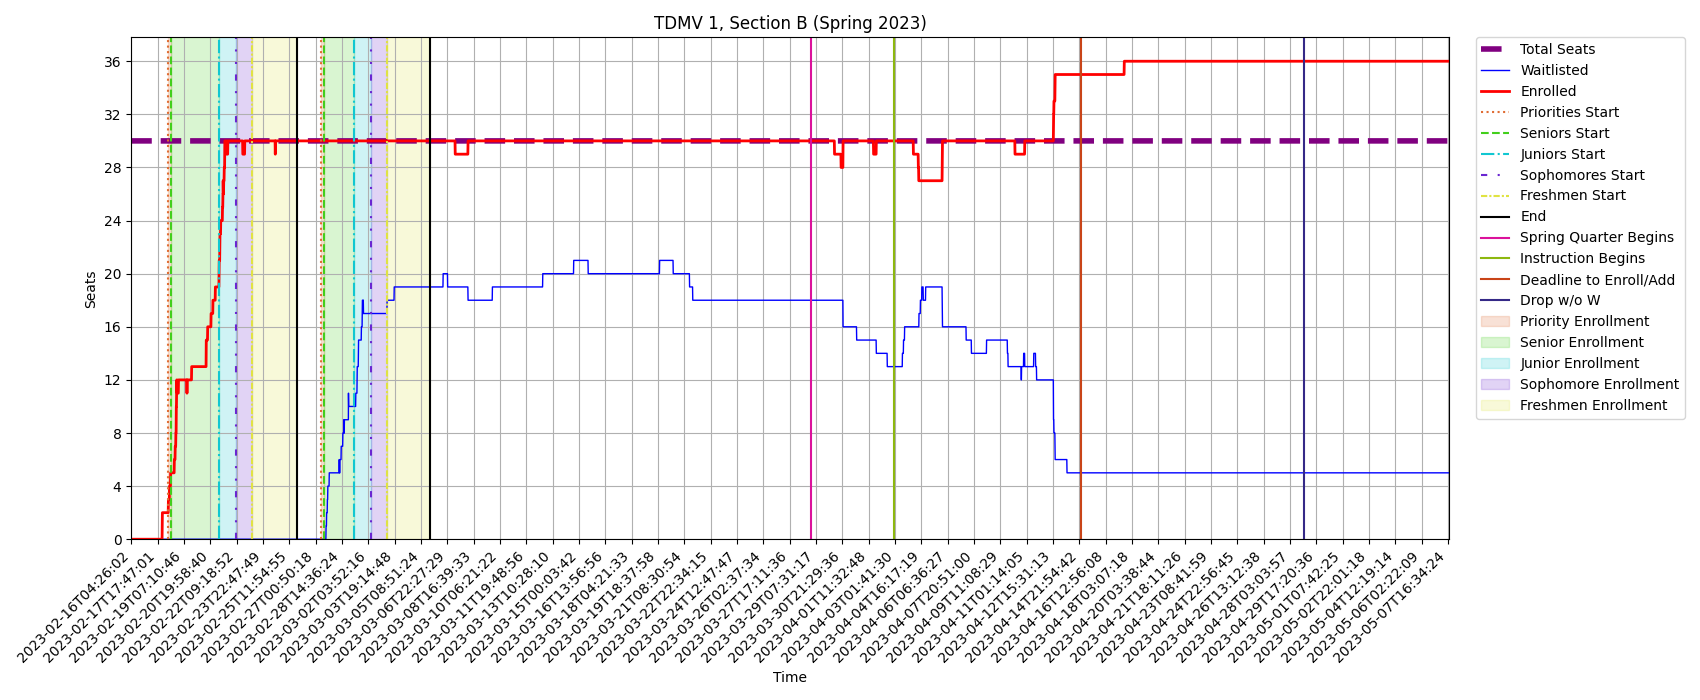 TDMV 1, Section B (Spring 2023)
Seats
36
32
28
24
20
16
12
8
4
0
2023-02-16T04:26:02
2023-02-17T17:47:01
2023-02-19T07:10:46
2023-02-20T19:58:40
2023-02-22T09:18:52
2023-02-23T22:47:49
2023-02-25T11:54:55
2023-02-27T00:50:18
2023-02-28T14:36:24
2023-03-02T03:52:16
2023-03-03T19:14:48
2023-03-05T08:51:24
2023-03-06T22:27:29
2023-03-08T16:39:33
2023-03-10T06:21:22
2023-03-11T19:48:56
2023-03-13T10:28:10
2023-03-15T00:03:42
2023-03-16T13:56:56
2023-03-18T04:21:33
2023-03-19T18:37:58
2023-03-21T08:30:54
2023-03-22T22:34:15
2023-03-24T12:47:47
2023-03-26T02:37:34
2023-03-27T17:11:36
2023-03-29T07:31:17
2023-03-30T21:29:36
2023-04-01T11:32:48
2023-04-03T01:41:30
2023-04-04T16:17:19
2023-04-06T06:36:27
2023-04-07T20:51:00
2023-04-09T11:08:29
2023-04-11T01:14:05
2023-04-12T15:31:13
2023-04-14T21:54:42
2023-04-16T12:56:08
2023-04-18T03:07:18
2023-04-20T03:38:44
2023-04-21T18:11:26
2023-04-23T08:41:59
2023-04-24T22:56:45
2023-04-26T13:12:38
2023-04-28T03:03:57
2023-04-29T17:20:36
2023-05-01T07:42:25
2023-05-02T22:01:18
2023-05-04T12:19:14
2023-05-06T02:22:09
2023-05-07T16:34:24
Time
Total Seats
Waitlisted
Enrolled
Priorities Start
Seniors Start
Juniors Start
Sophomores Start
Freshmen Start
End
Spring Quarter Begins
Instruction Begins
Deadline to Enroll/Add
Drop w/o W
Priority Enrollment
Senior Enrollment
Junior Enrollment
Sophomore Enrollment
Freshmen Enrollment